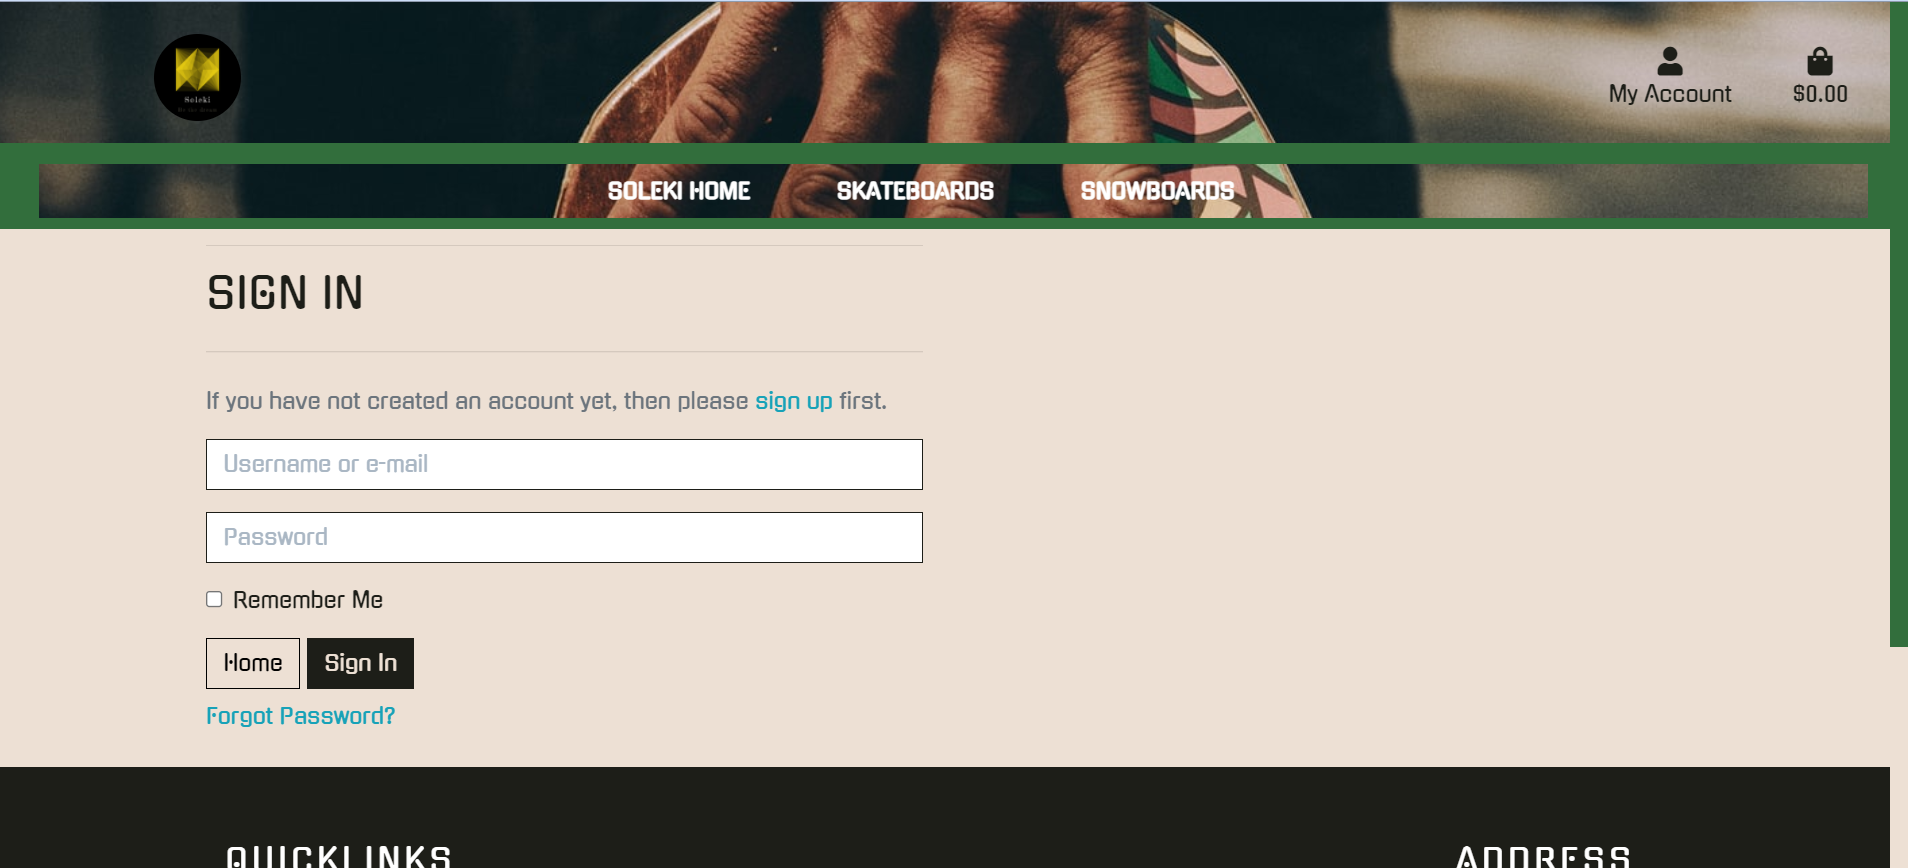 Soleki
My Account
$0.00
SOLEKI HOME
SKATEBOARDS
SNOWBOARDS
SIGN IN
If you have not created an account yet, then please sign up first.
Username or e-mail
Password
Remember Me
Home
Sign In
Forgot Password?
QUICKLINKS
ADDRESS